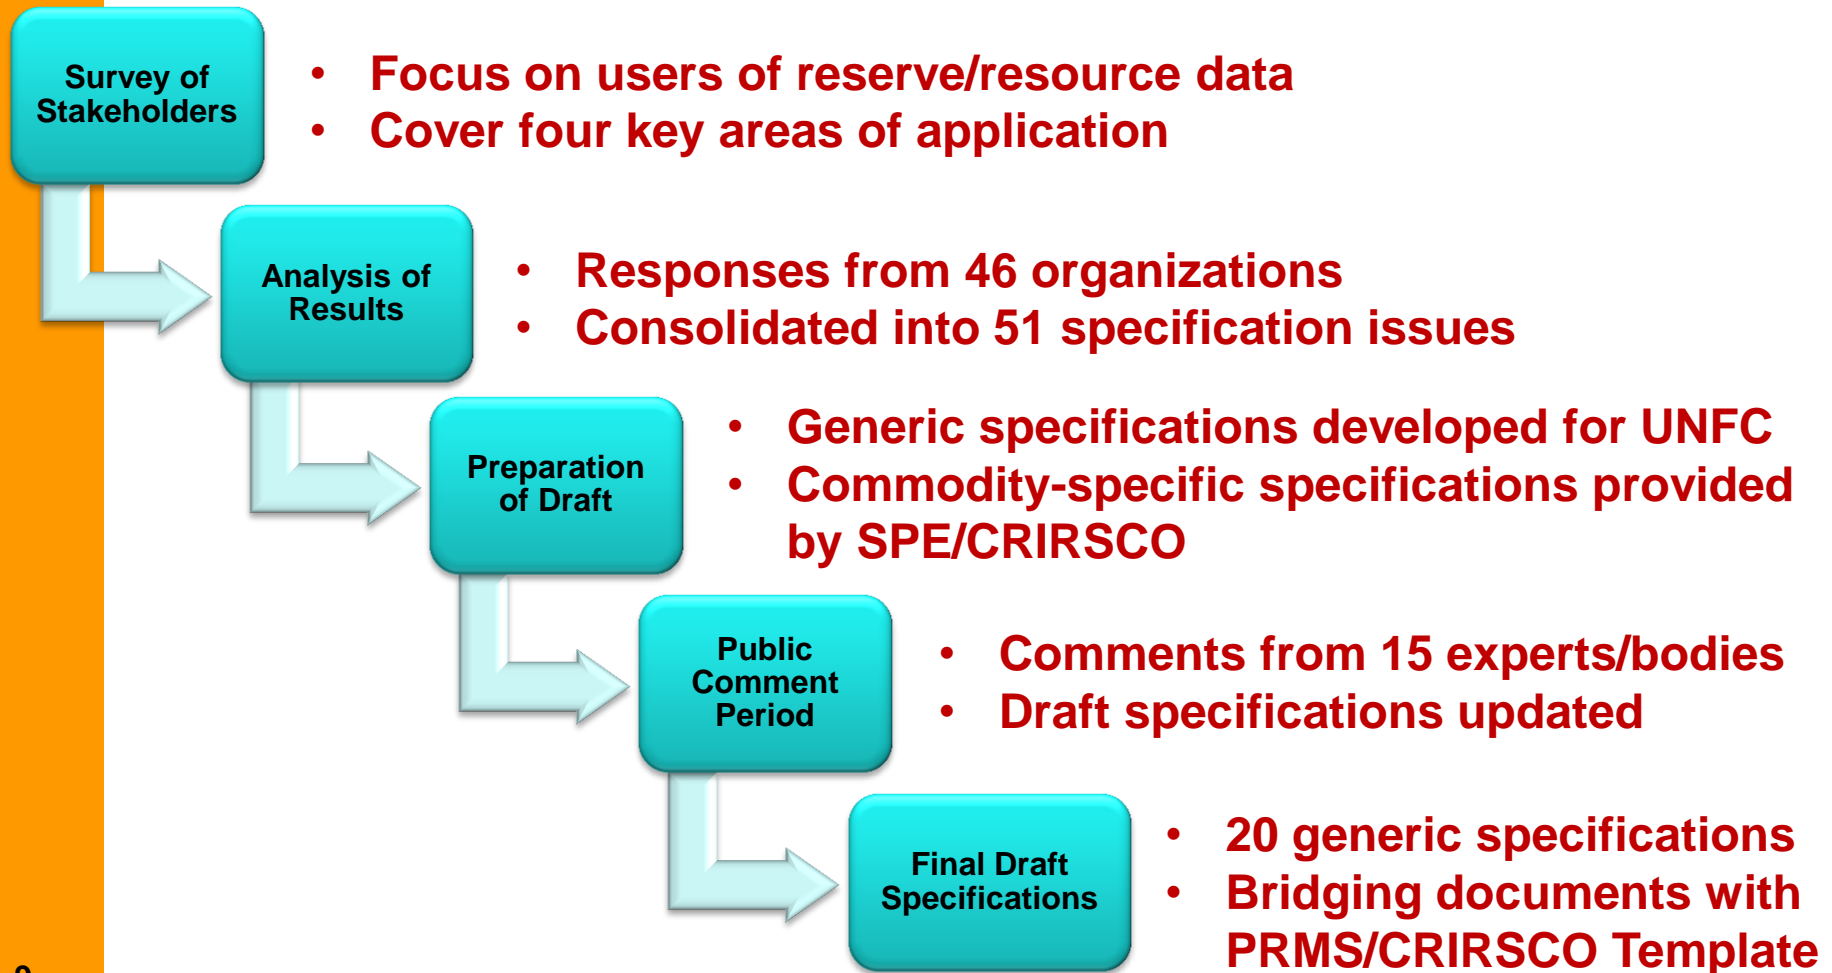 Survey of
Stakeholders
• Focus on users of reserve/resource data
• Cover four key areas of application
Analysis of
Results
• Responses from 46 organizations
• Consolidated into 51 specification issues
Preparation
of Draft
• Generic specifications developed for UNFC
• Commodity-specific specifications provided
by SPE/CRIRSCO
Public
Comment
Period
• Comments from 15 experts/bodies
• Draft specifications updated
Final Draft
Specifications
• 20 generic specifications
• Bridging documents with
PRMS/CRIRSCO Template